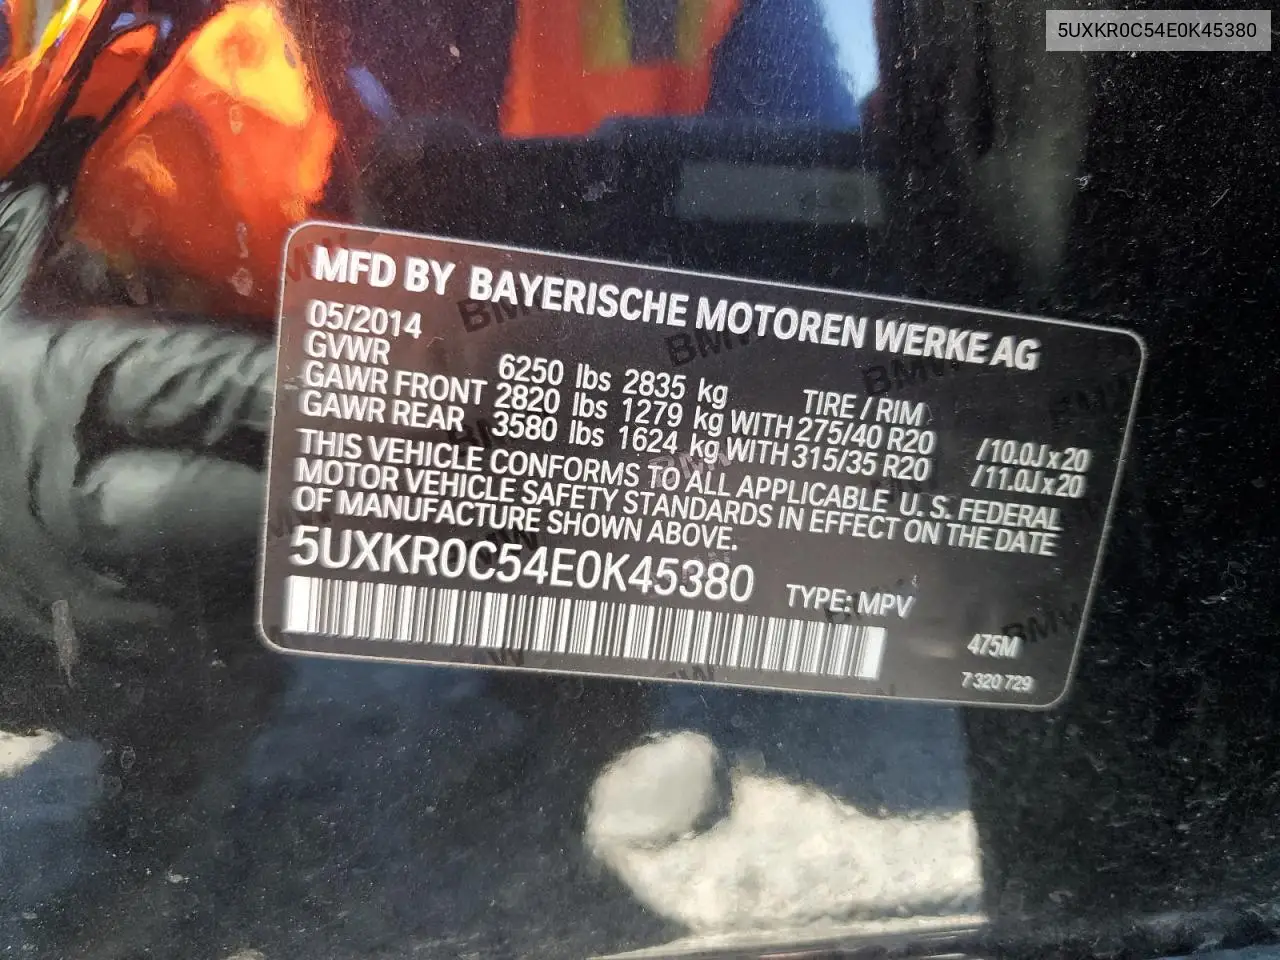 5UXKR0C54E0K45380
MFD BY BAYERISCHE MOTOREN WERKE AG
05/2014
GVWR 6250 lbs 2835 kg TIRE / RIM
GAWR FRONT 2820 lbs 1279 kg WITH 275/40 R20 /10.0J x 20
GAWR REAR 3580 lbs 1624 kg WITH 315/35 R20 /11.0J x 20
THIS VEHICLE CONFORMS TO ALL APPLICABLE U. S. FEDERAL
MOTOR VEHICLE SAFETY STANDARDS IN EFFECT ON THE DATE
OF MANUFACTURE SHOWN ABOVE.
5UXKR0C54E0K45380 TYPE: MPV
475M
7 320 729